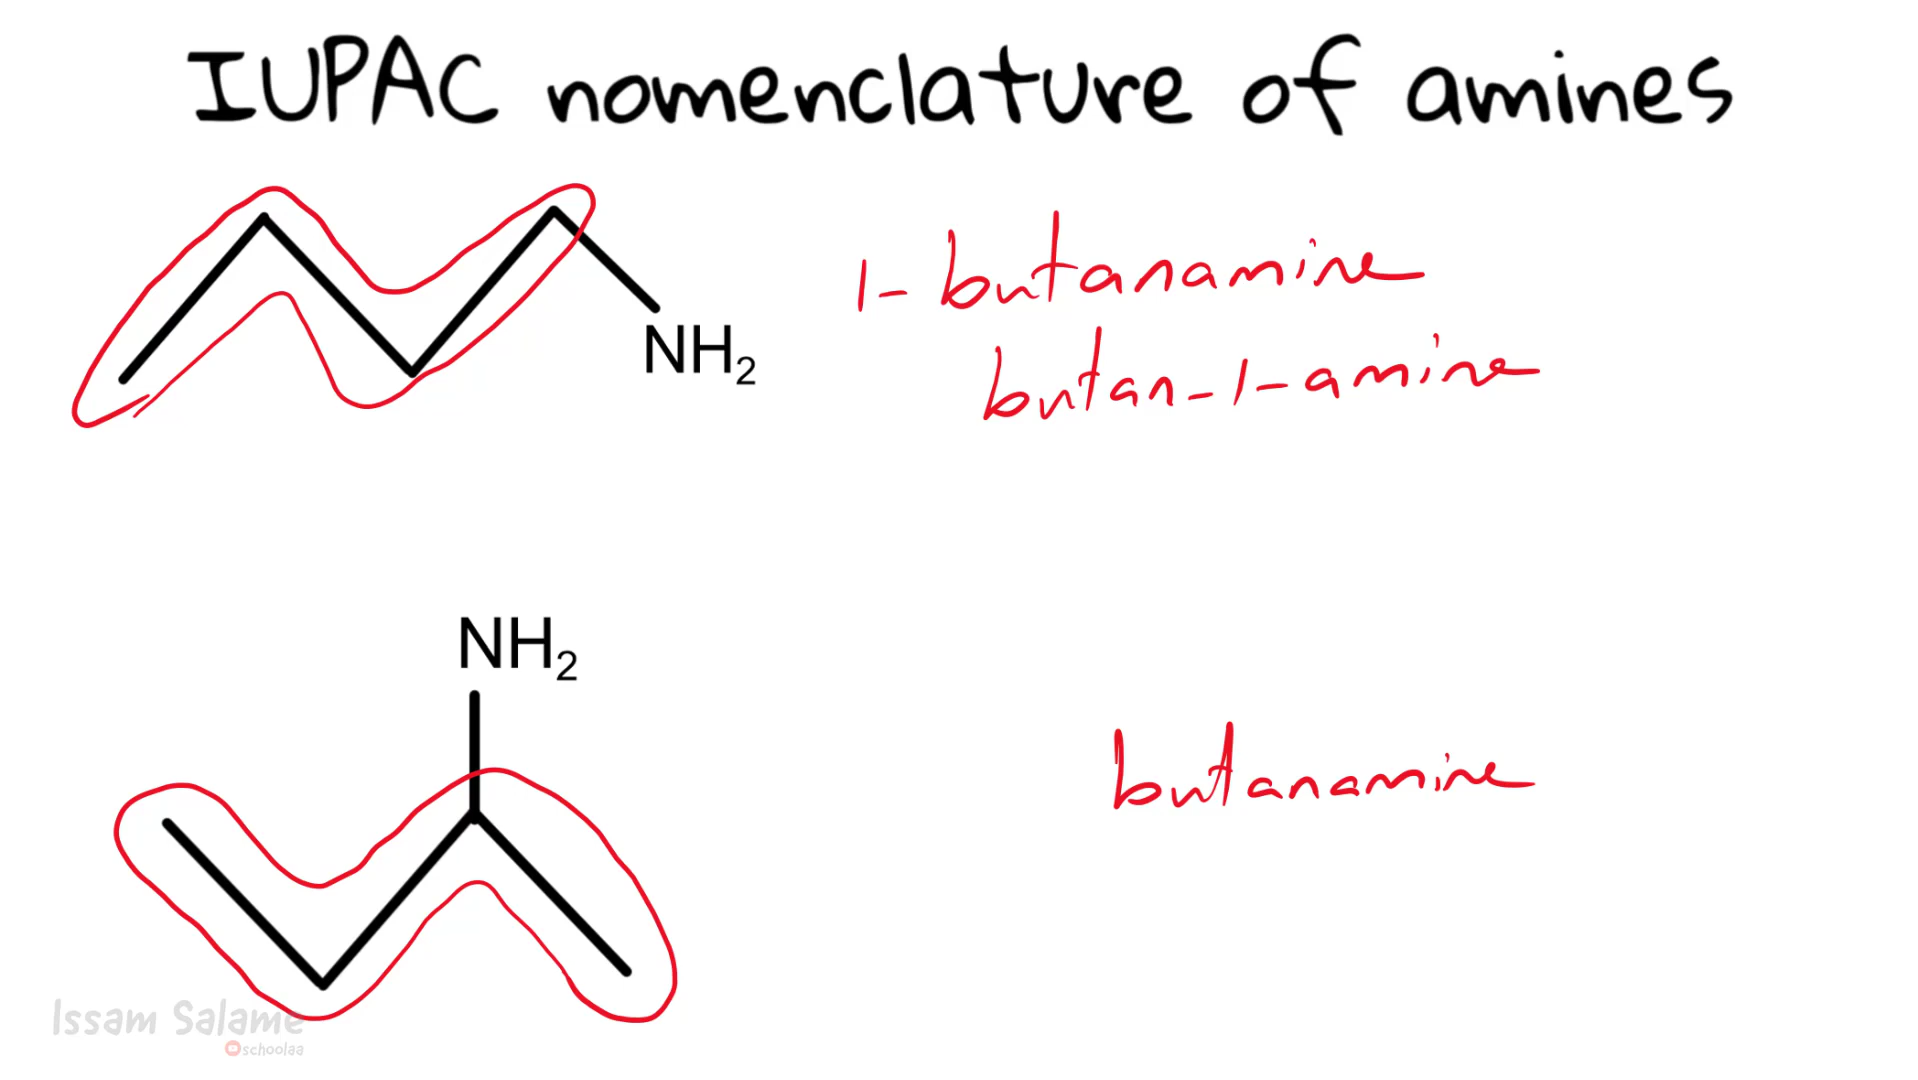 IUPAC nomenclature of amines
1-butanamine
NH2
butan-1-amine
NH2
butanamine
Issam Salame
schoolaa